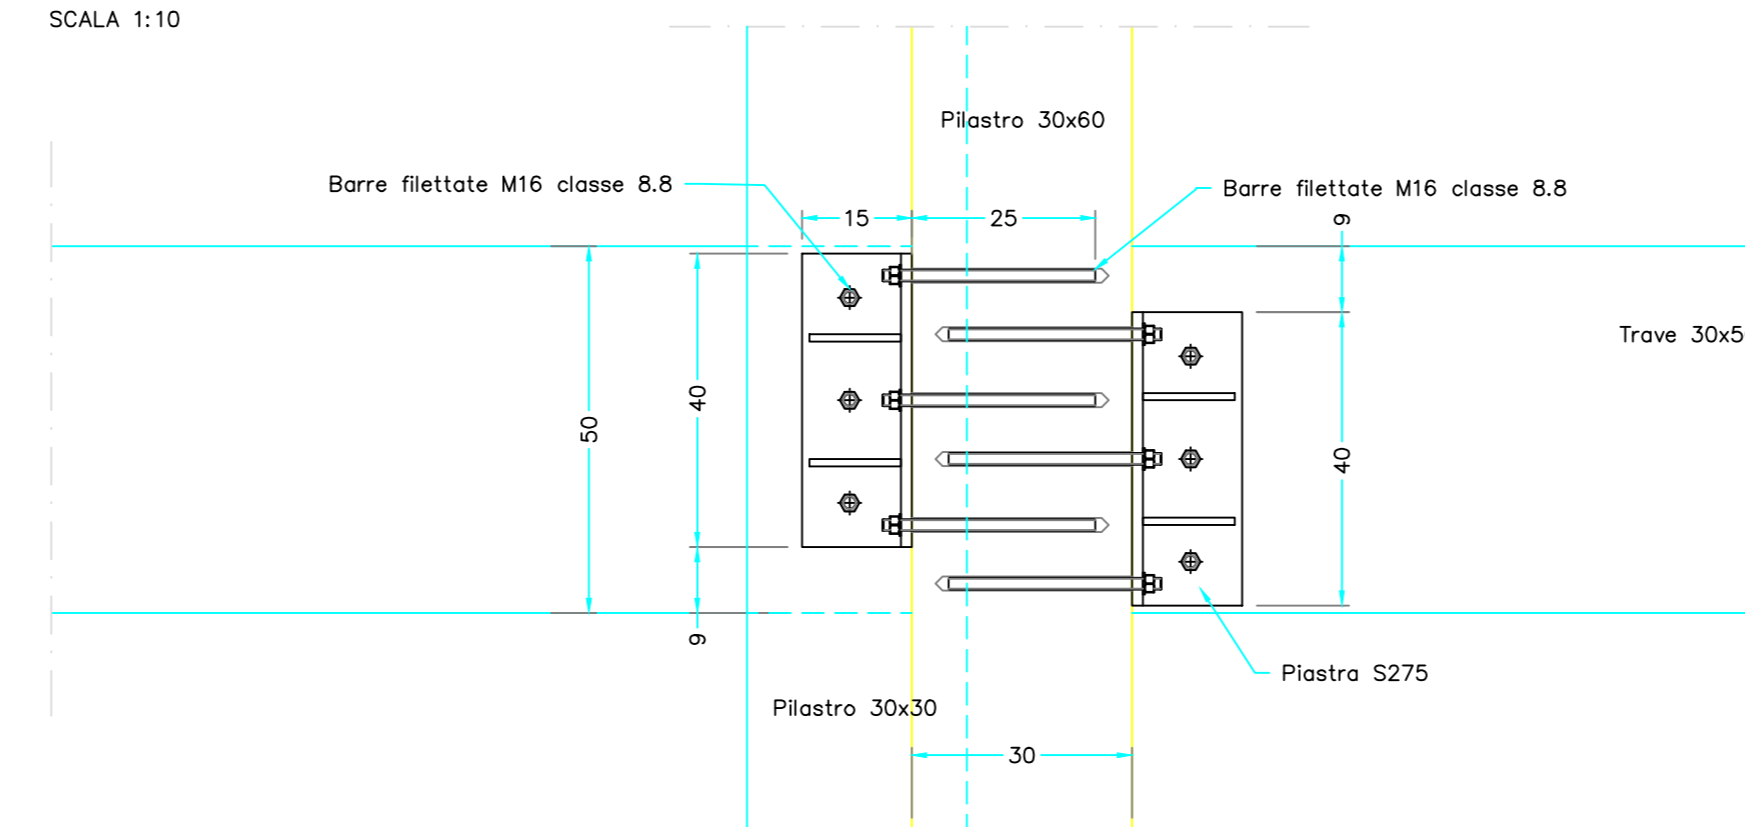 SCALA 1:10
Pilastro 30x60
Barre filettate M16 classe 8.8
Barre filettate M16 classe 8.8
15
25
9
Trave 30x5
40
50
40
9
Piastra S275
Pilastro 30x30
30